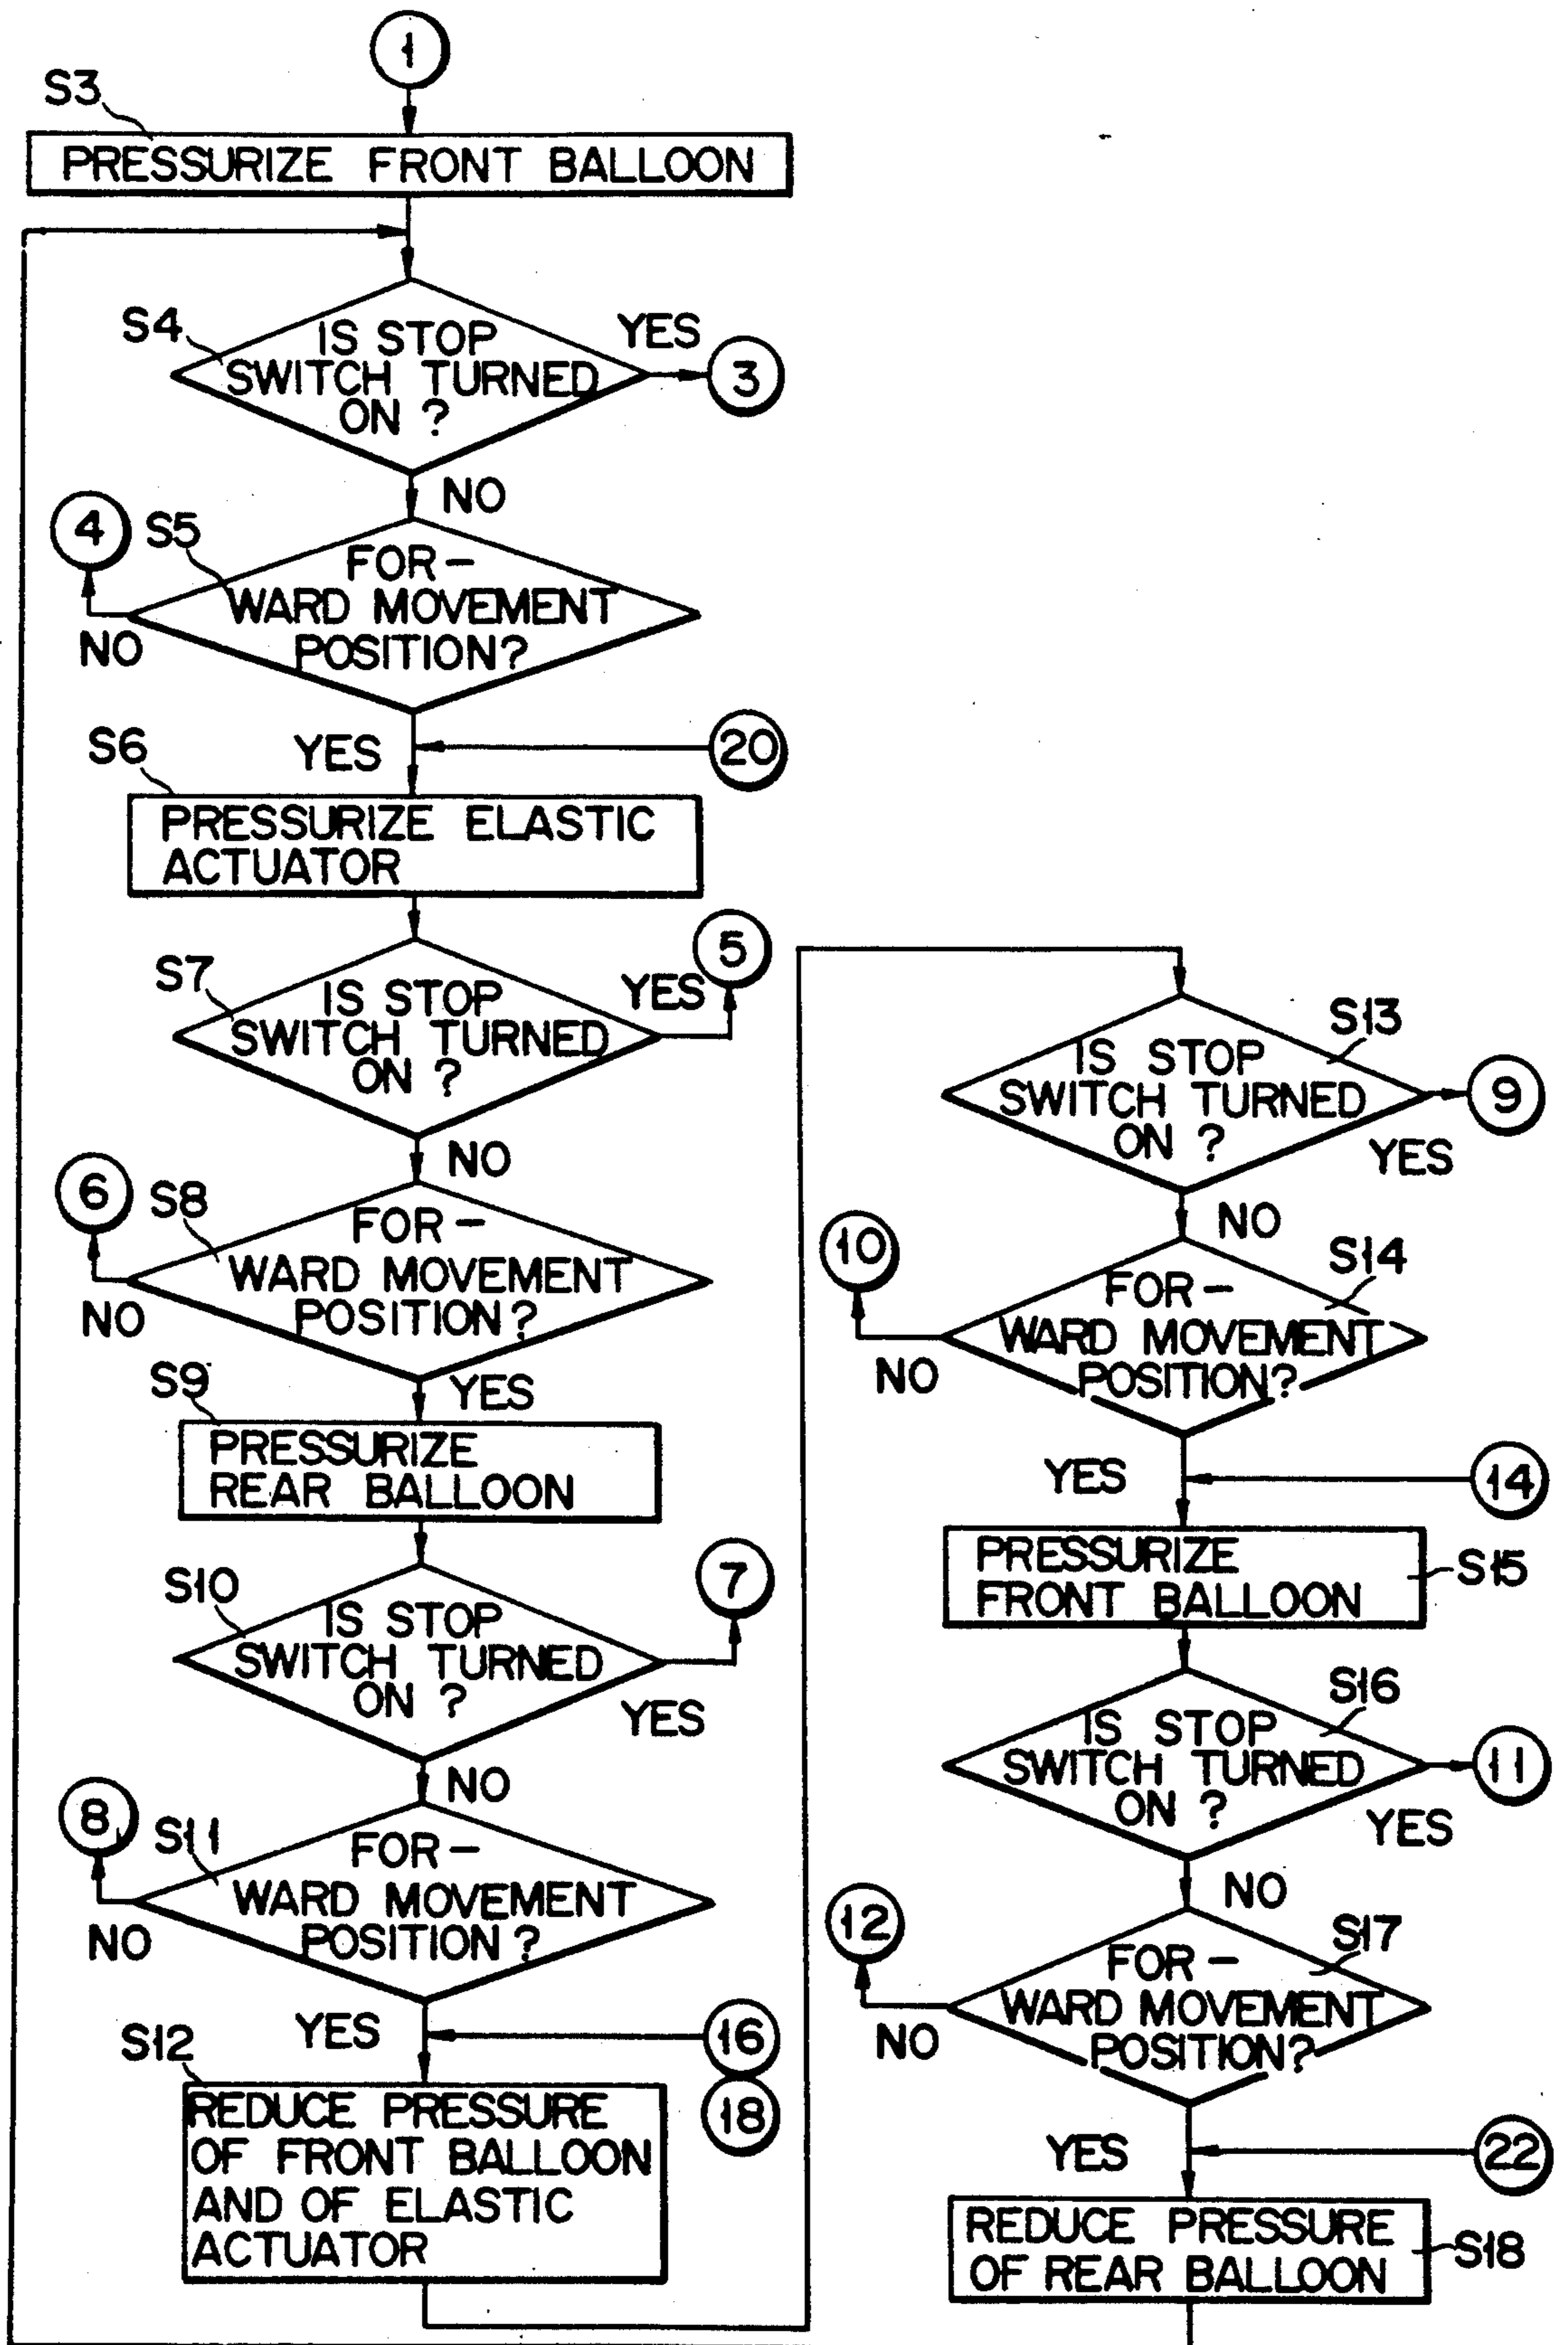 1
S3
PRESSURIZE FRONT BALLOON
S4
IS STOP
SWITCH TURNED
ON ?
YES
3
NO
4
S5
FOR-
WARD MOVEMENT
POSITION?
NO
YES
20
S6
PRESSURIZE ELASTIC
ACTUATOR
S7
IS STOP
SWITCH TURNED
ON ?
YES
5
NO
6
S8
FOR-
WARD MOVEMENT
POSITION?
NO
YES
S9
PRESSURIZE
REAR BALLOON
S10
IS STOP
SWITCH TURNED
ON ?
7
YES
NO
8
S11
FOR-
WARD MOVEMENT
POSITION?
NO
YES
16
18
S12
REDUCE PRESSURE
OF FRONT BALLOON
AND OF ELASTIC
ACTUATOR
S13
IS STOP
SWITCH TURNED
ON ?
9
YES
NO
10
S14
FOR-
WARD MOVEMENT
POSITION?
NO
YES
14
PRESSURIZE
FRONT BALLOON
S15
S16
IS STOP
SWITCH TURNED
ON ?
11
YES
NO
12
S17
FOR-
WARD MOVEMENT
POSITION?
NO
YES
22
REDUCE PRESSURE
OF REAR BALLOON
S18